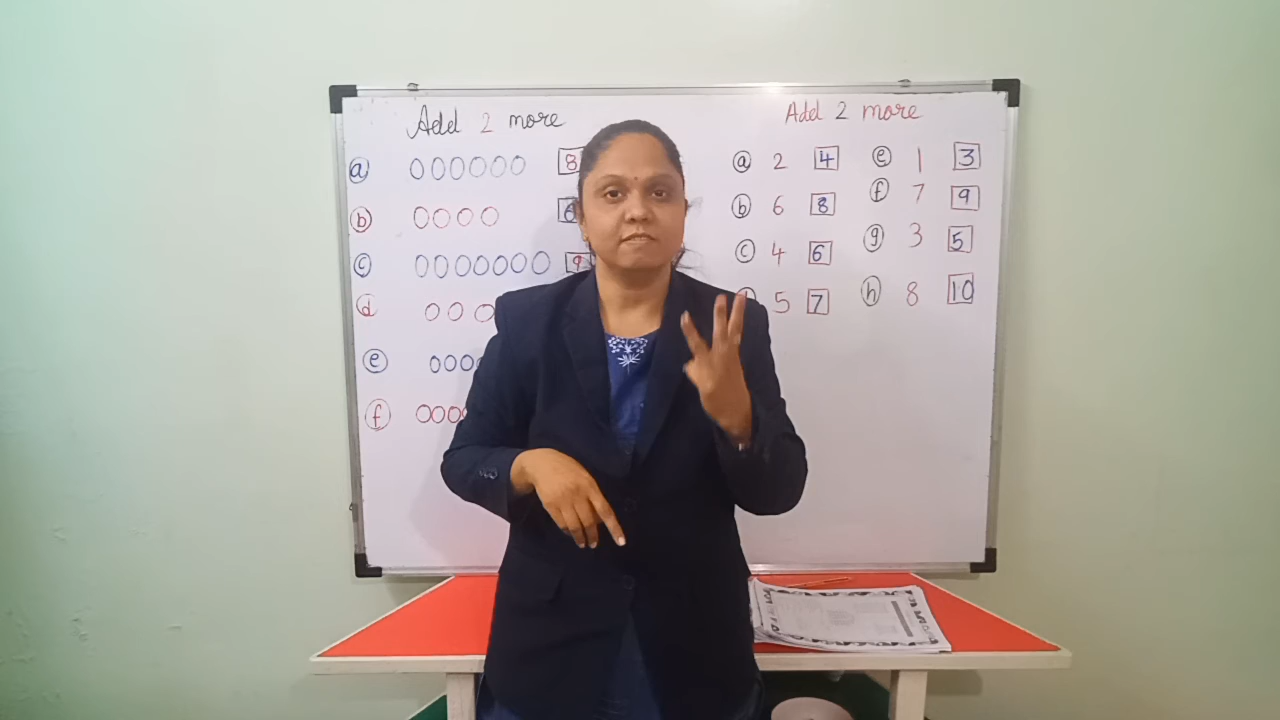 Add 2 more
a 8
b 6
c 9
d
e
f
Add 2 more
a 2 4
b 6 8
c 4 6
5 7
e 1 3
f 7 9
g 3 5
h 8 10